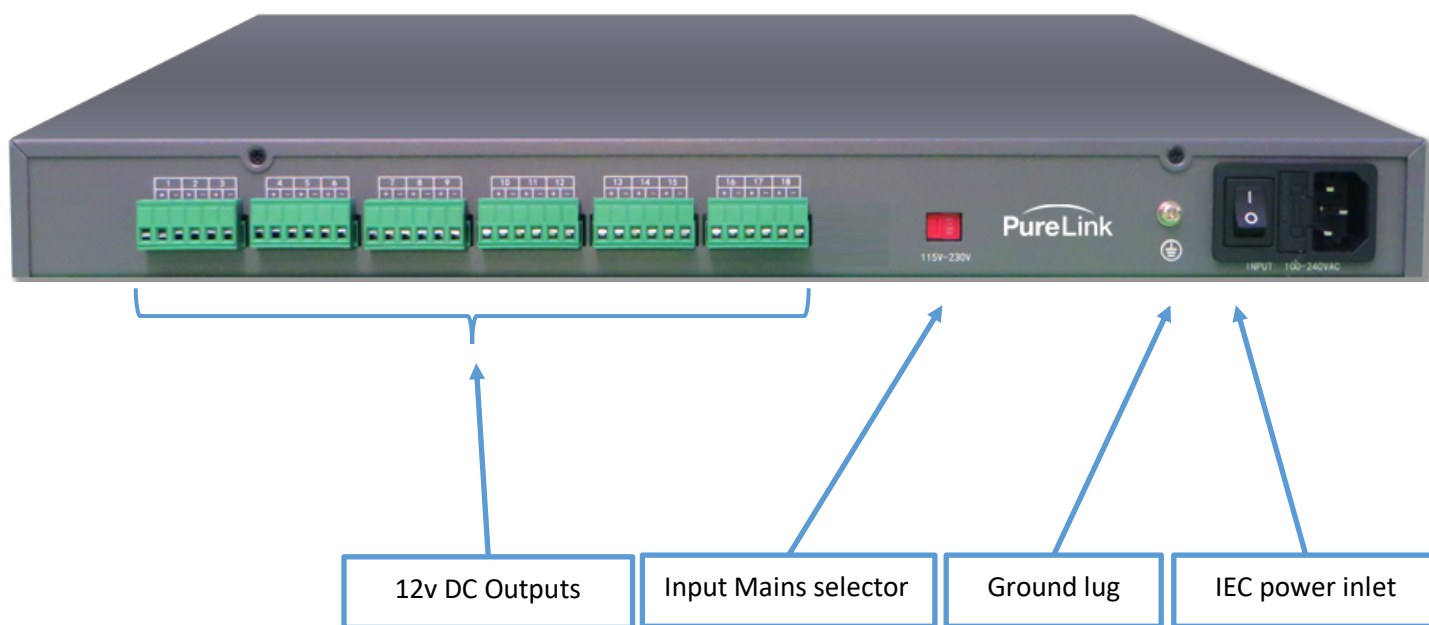 1 2 3
+ - + - + -
4 5 6
+ - + - + -
7 8 9
+ - + - + -
10 11 12
+ - + - + -
13 14 15
+ - + - + -
16 17 18
+ - + - + -
I
O
PureLink
115V-230V
INPUT 100-240VAC
12v DC Outputs
Input Mains selector
Ground lug
IEC power inlet